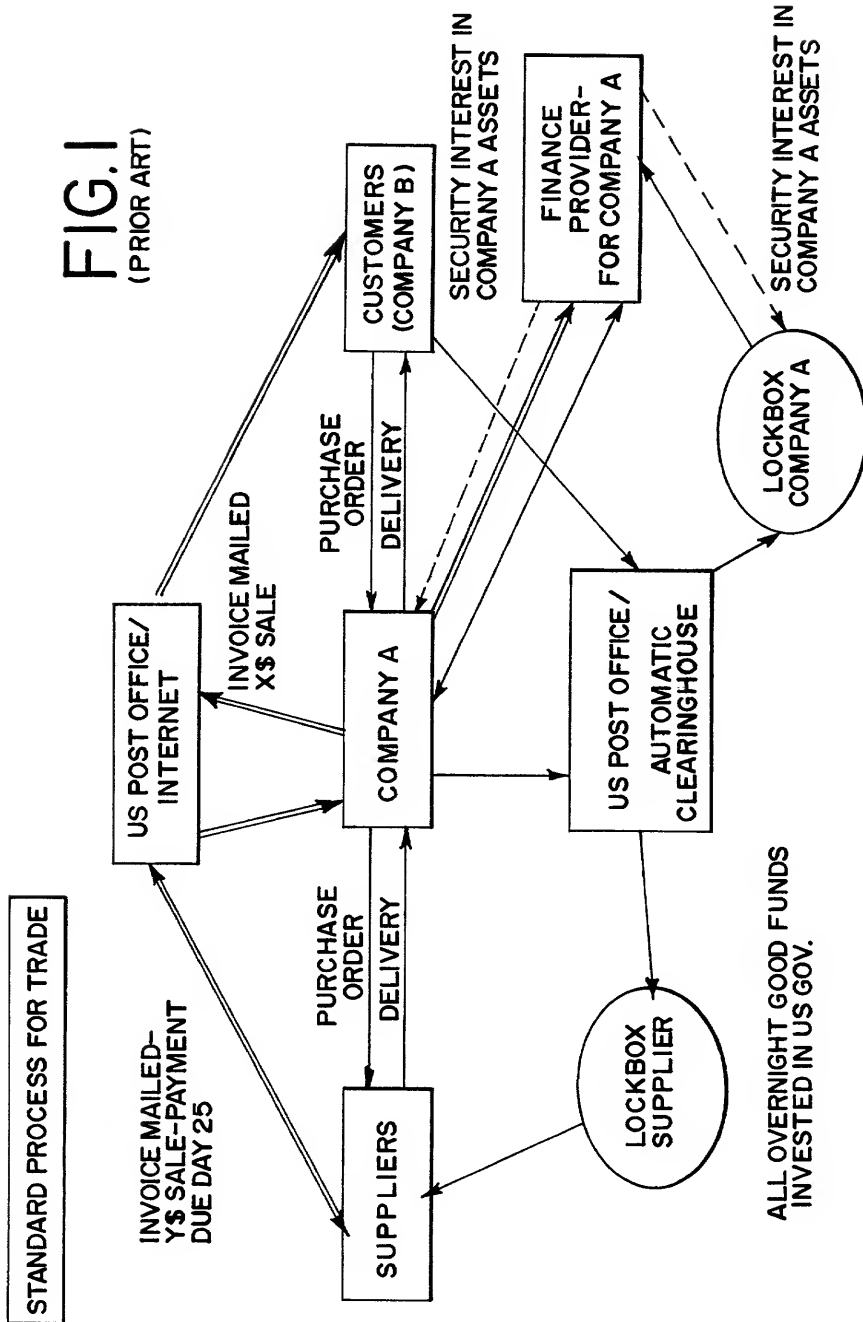 FIG.1
(PRIOR ART)
STANDARD PROCESS FOR TRADE
US POST OFFICE/
INTERNET
INVOICE MAILED-
Y$ SALE-PAYMENT
DUE DAY 25
INVOICE MAILED
X$ SALE
SUPPLIERS
PURCHASE
ORDER
DELIVERY
COMPANY A
PURCHASE
ORDER
DELIVERY
CUSTOMERS
(COMPANY B)
SECURITY INTEREST IN
COMPANY A ASSETS
FINANCE
PROVIDER-
FOR COMPANY A
LOCKBOX
SUPPLIER
US POST OFFICE/
AUTOMATIC
CLEARINGHOUSE
LOCKBOX
COMPANY A
SECURITY INTEREST IN
COMPANY A ASSETS
ALL OVERNIGHT GOOD FUNDS
INVESTED IN US GOV.